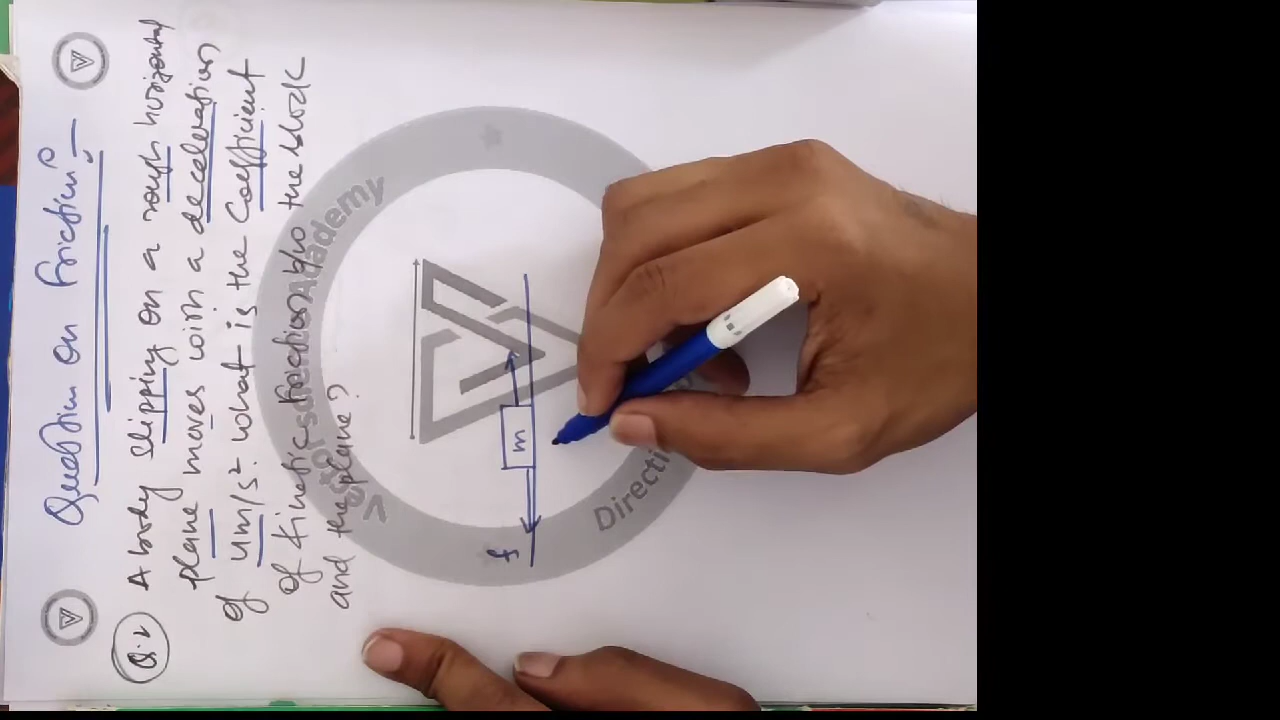 Question on friction:-
Q.2 A body slipping on a rough horizontal
plane moves with a deceleration
of 4m/s². what is the coefficient
of kinetic friction b/w the block
and the plane?
f
m
Academy
Directi